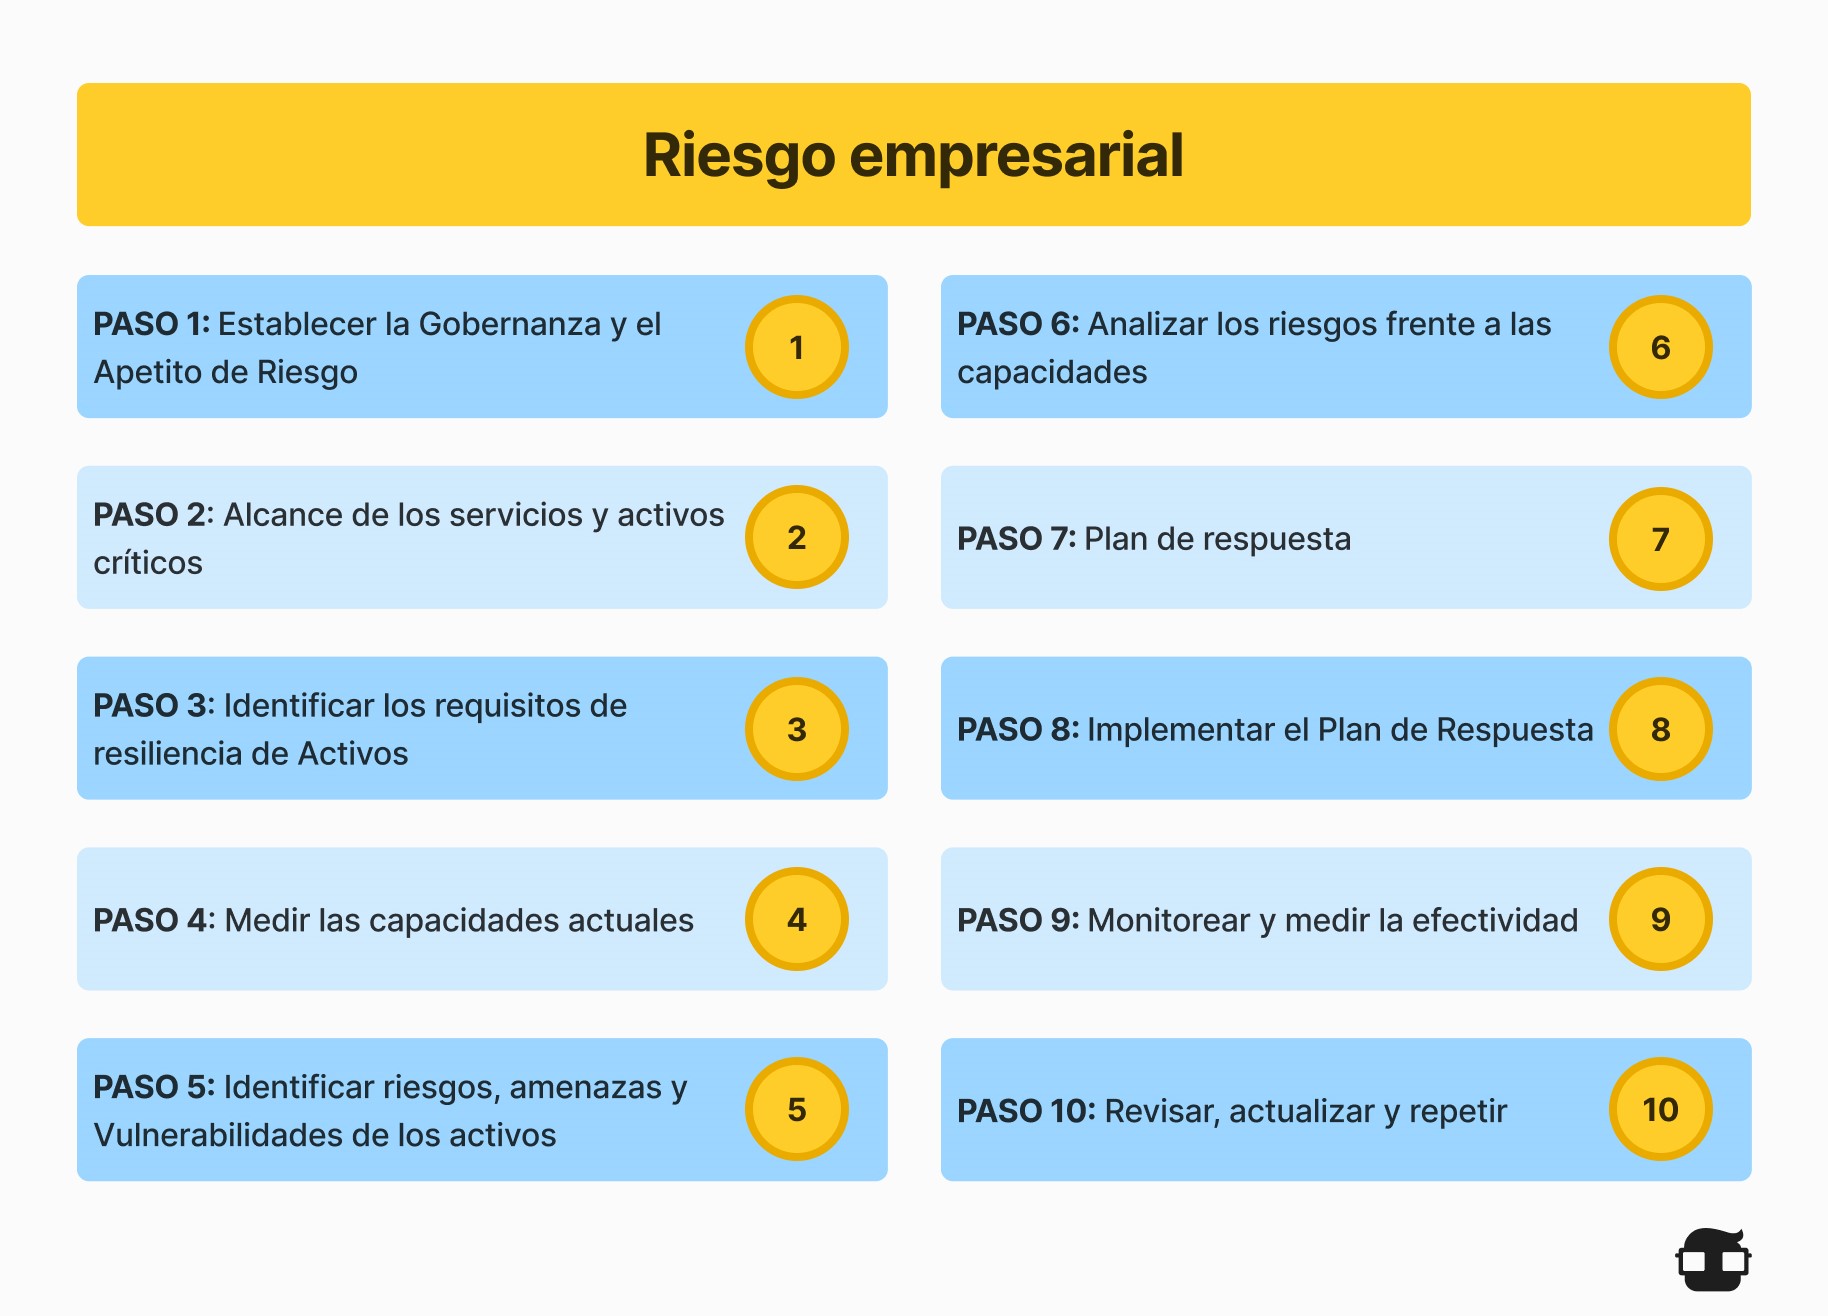 Riesgo empresarial
PASO 1: Establecer la Gobernanza y el
Apetito de Riesgo
1
PASO 2: Alcance de los servicios y activos
críticos
2
PASO 3: Identificar los requisitos de
resiliencia de Activos
3
PASO 4: Medir las capacidades actuales
4
PASO 5: Identificar riesgos, amenazas y
Vulnerabilidades de los activos
5
PASO 6: Analizar los riesgos frente a las
capacidades
6
PASO 7: Plan de respuesta
7
PASO 8: Implementar el Plan de Respuesta
8
PASO 9: Monitorear y medir la efectividad
9
PASO 10: Revisar, actualizar y repetir
10